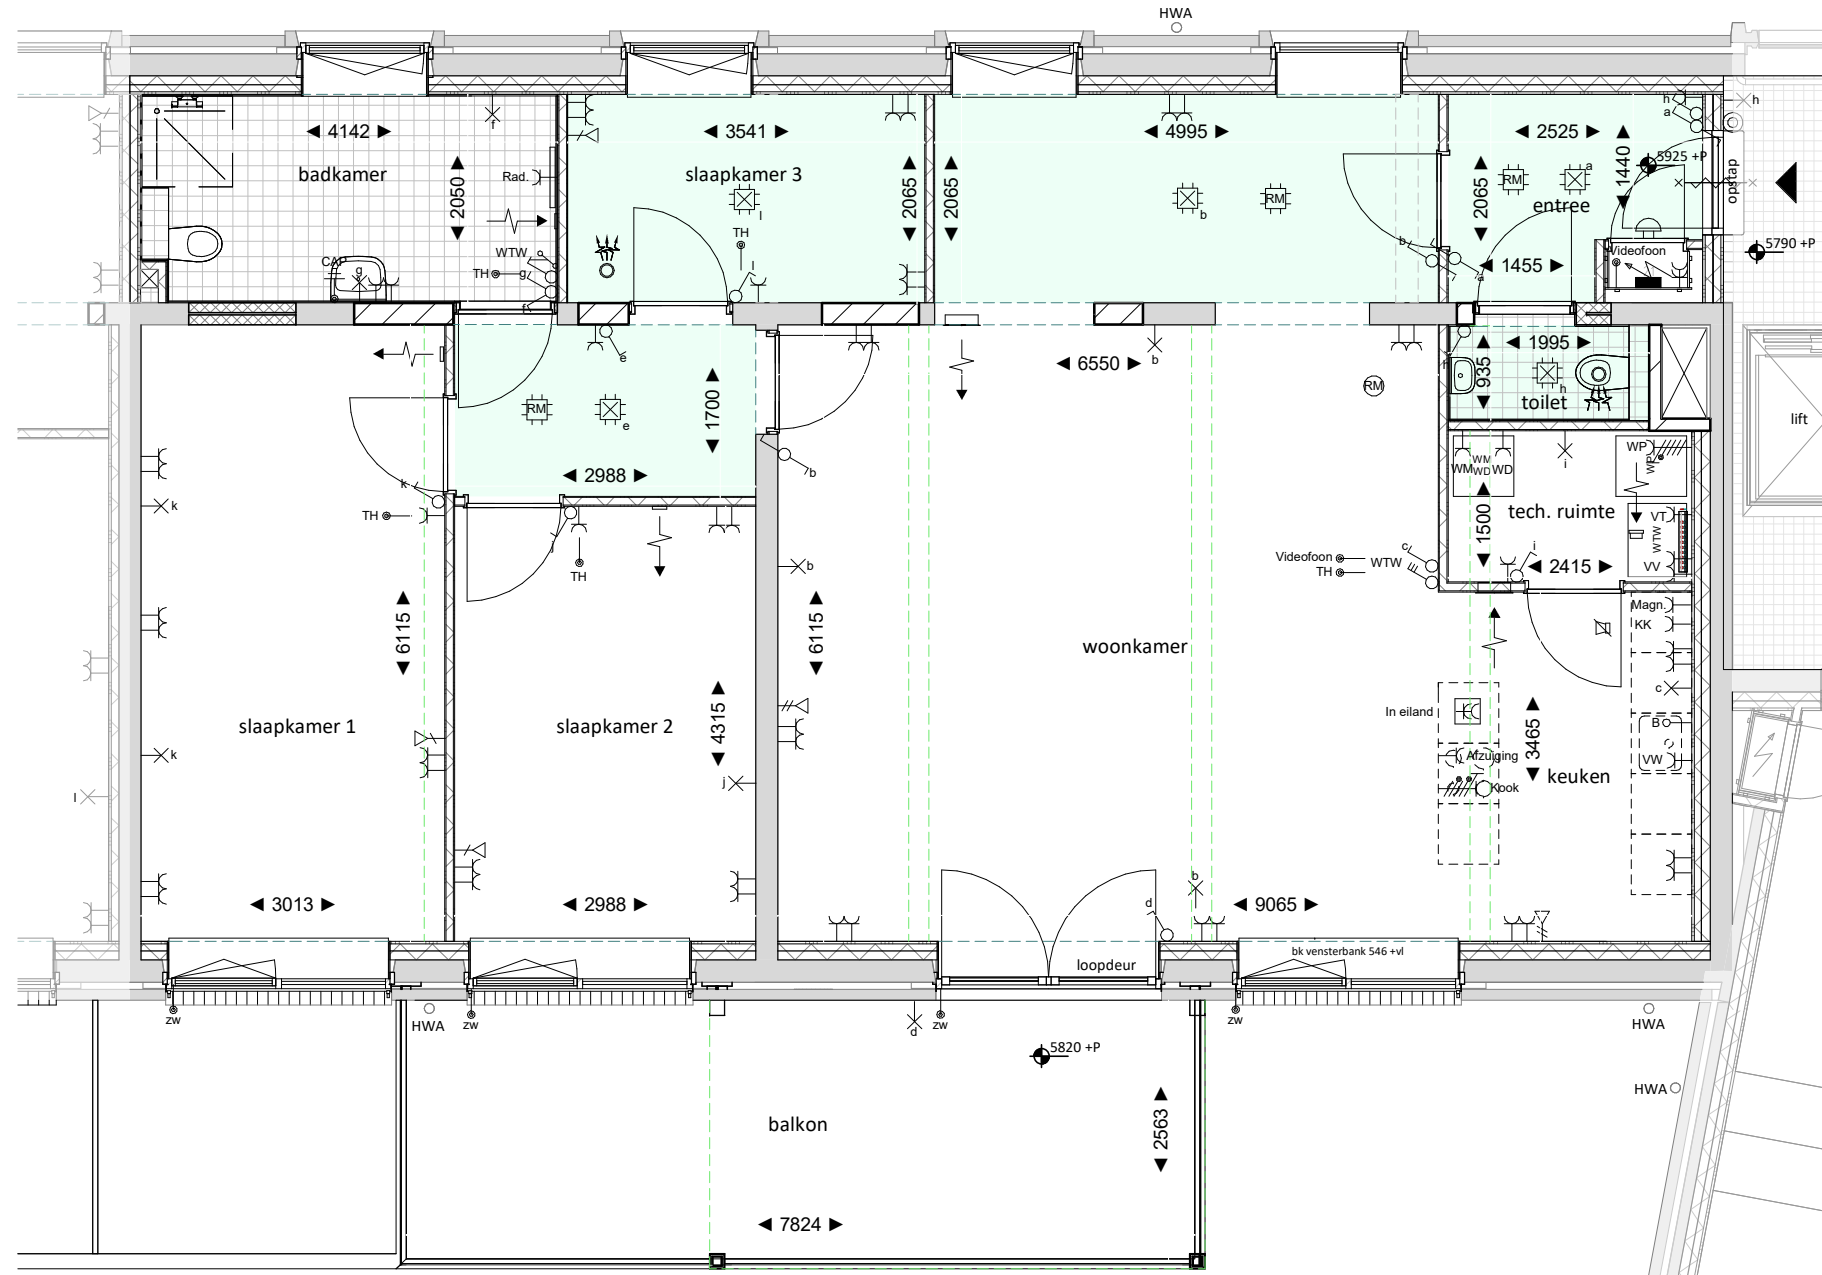 HWA
4142
3541
4995
2525
h
h
a
f
1440
5925 +P
badkamer
2050
Rad.
slaapkamer 3
2065
2065
2065
RM
a
entree
opstap
l
b
RM
TH
WTW
TH
g
f
CAP
g
l
b
a
1455
Videofoon
5790 +P
e
6550
b
h
935
1995
h
toilet
RM
lift
RM
e
1700
2988
b
k
TH
k
j
TH
WM
WM
WD
WD
i
WP
WP
1500
tech. ruimte
VT
WTW
VV
i
2415
b
Videofoon
TH
WTW
c
6115
6115
Magn.
KK
woonkamer
c
slaapkamer 1
slaapkamer 2
4315
In eiland
3465
B
VW
Afzuiging
keuken
Kook
k
j
l
3013
2988
b
d
9065
loopdeur
bk vensterbank 546 +vl
zw
HWA
zw
d
zw
zw
HWA
5820 +P
HWA
balkon
2563
7824